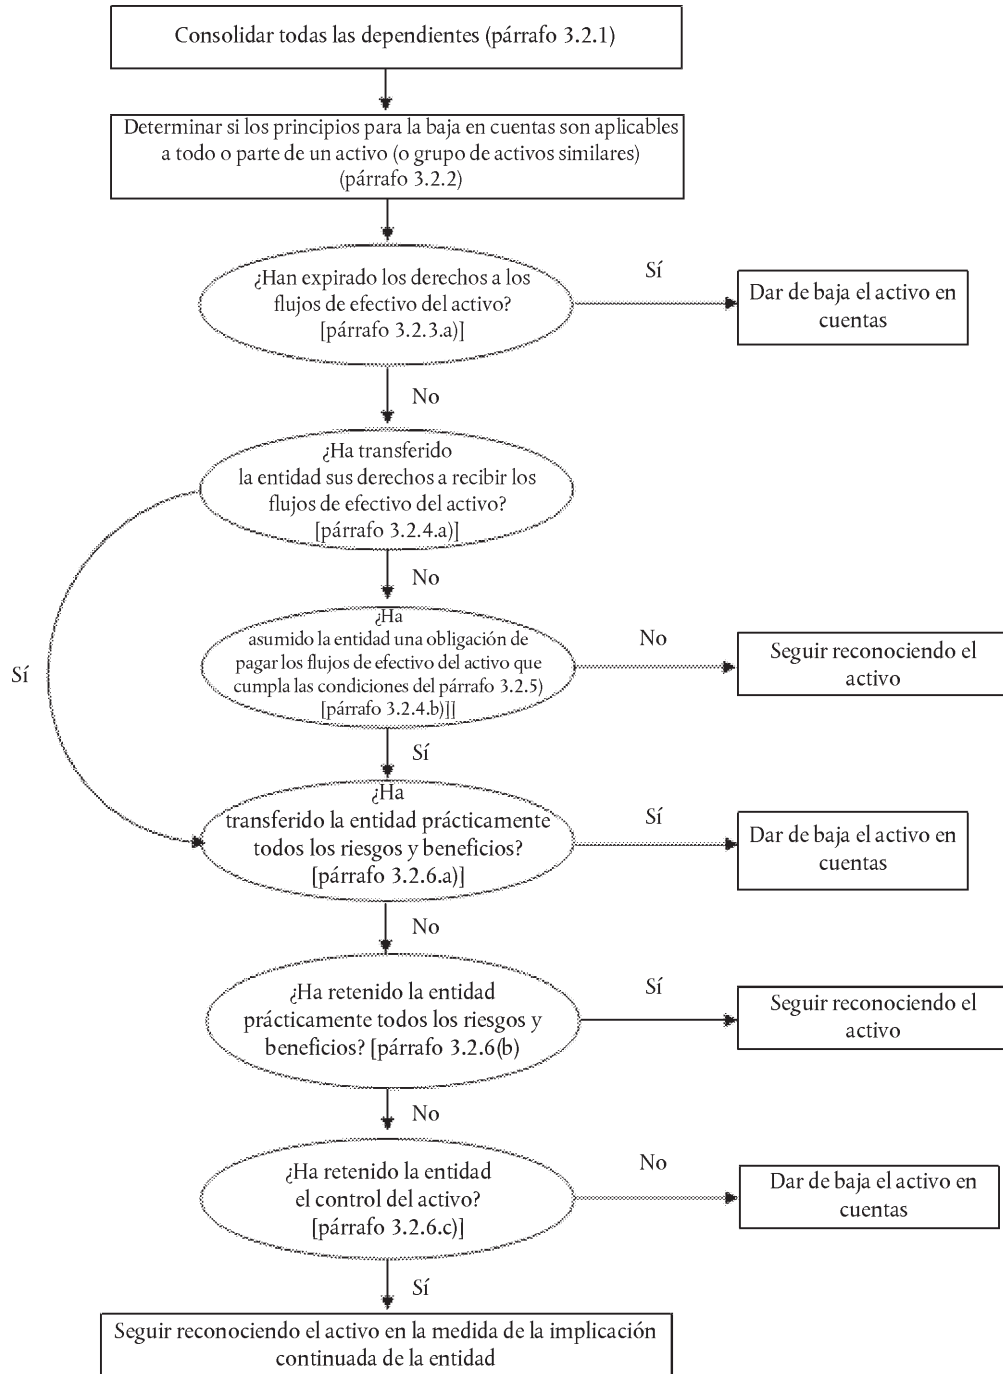 Consolidar todas las dependientes (párrafo 3.2.1)
Determinar si los principios para la baja en cuentas son aplicables
a todo o parte de un activo (o grupo de activos similares)
(párrafo 3.2.2)
¿Han expirado los derechos a los
flujos de efectivo del activo?
[párrafo 3.2.3.a)]
Sí
Dar de baja el activo en
cuentas
No
¿Ha transferido
la entidad sus derechos a recibir los
flujos de efectivo del activo?
[párrafo 3.2.4.a)]
No
Sí
¿Ha
asumido la entidad una obligación de
pagar los flujos de efectivo del activo que
cumpla las condiciones del párrafo 3.2.5)
[párrafo 3.2.4.b)]]
No
Seguir reconociendo el
activo
Sí
¿Ha
transferido la entidad prácticamente
todos los riesgos y beneficios?
[párrafo 3.2.6.a)]
Sí
Dar de baja el activo en
cuentas
No
¿Ha retenido la entidad
prácticamente todos los riesgos y
beneficios? [párrafo 3.2.6(b)
Sí
Seguir reconociendo el
activo
No
¿Ha retenido la entidad
el control del activo?
[párrafo 3.2.6.c)]
No
Dar de baja el activo en
cuentas
Sí
Seguir reconociendo el activo en la medida de la implicación
continuada de la entidad